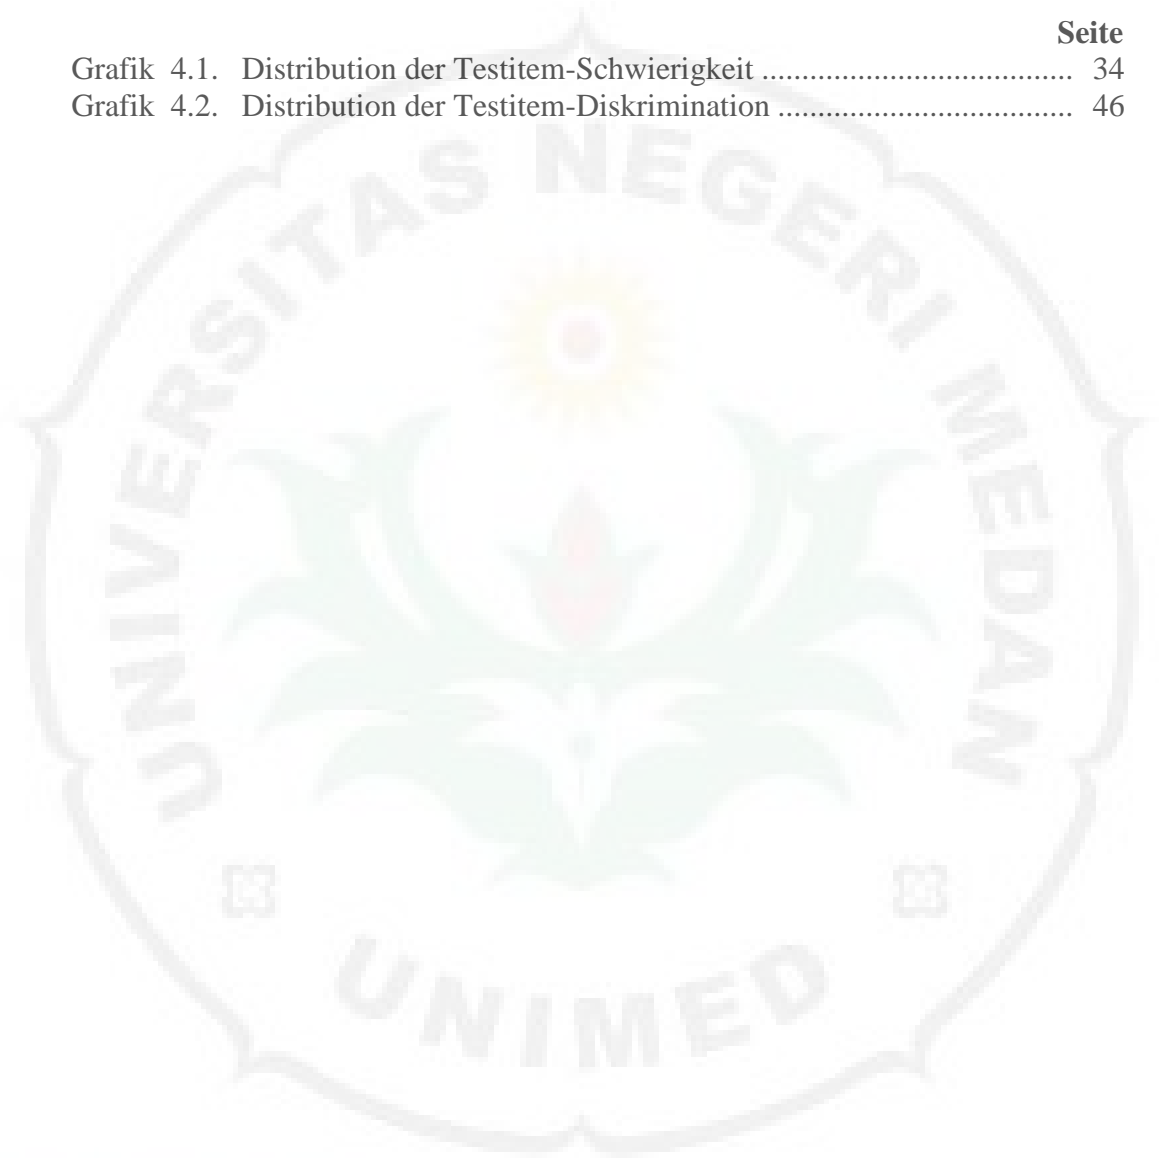 Seite
Grafik 4.1. Distribution der Testitem-Schwierigkeit ....................................... 34
Grafik 4.2. Distribution der Testitem-Diskrimination ..................................... 46
UNIVERSITAS NEGERI MEDAN
UNIMED